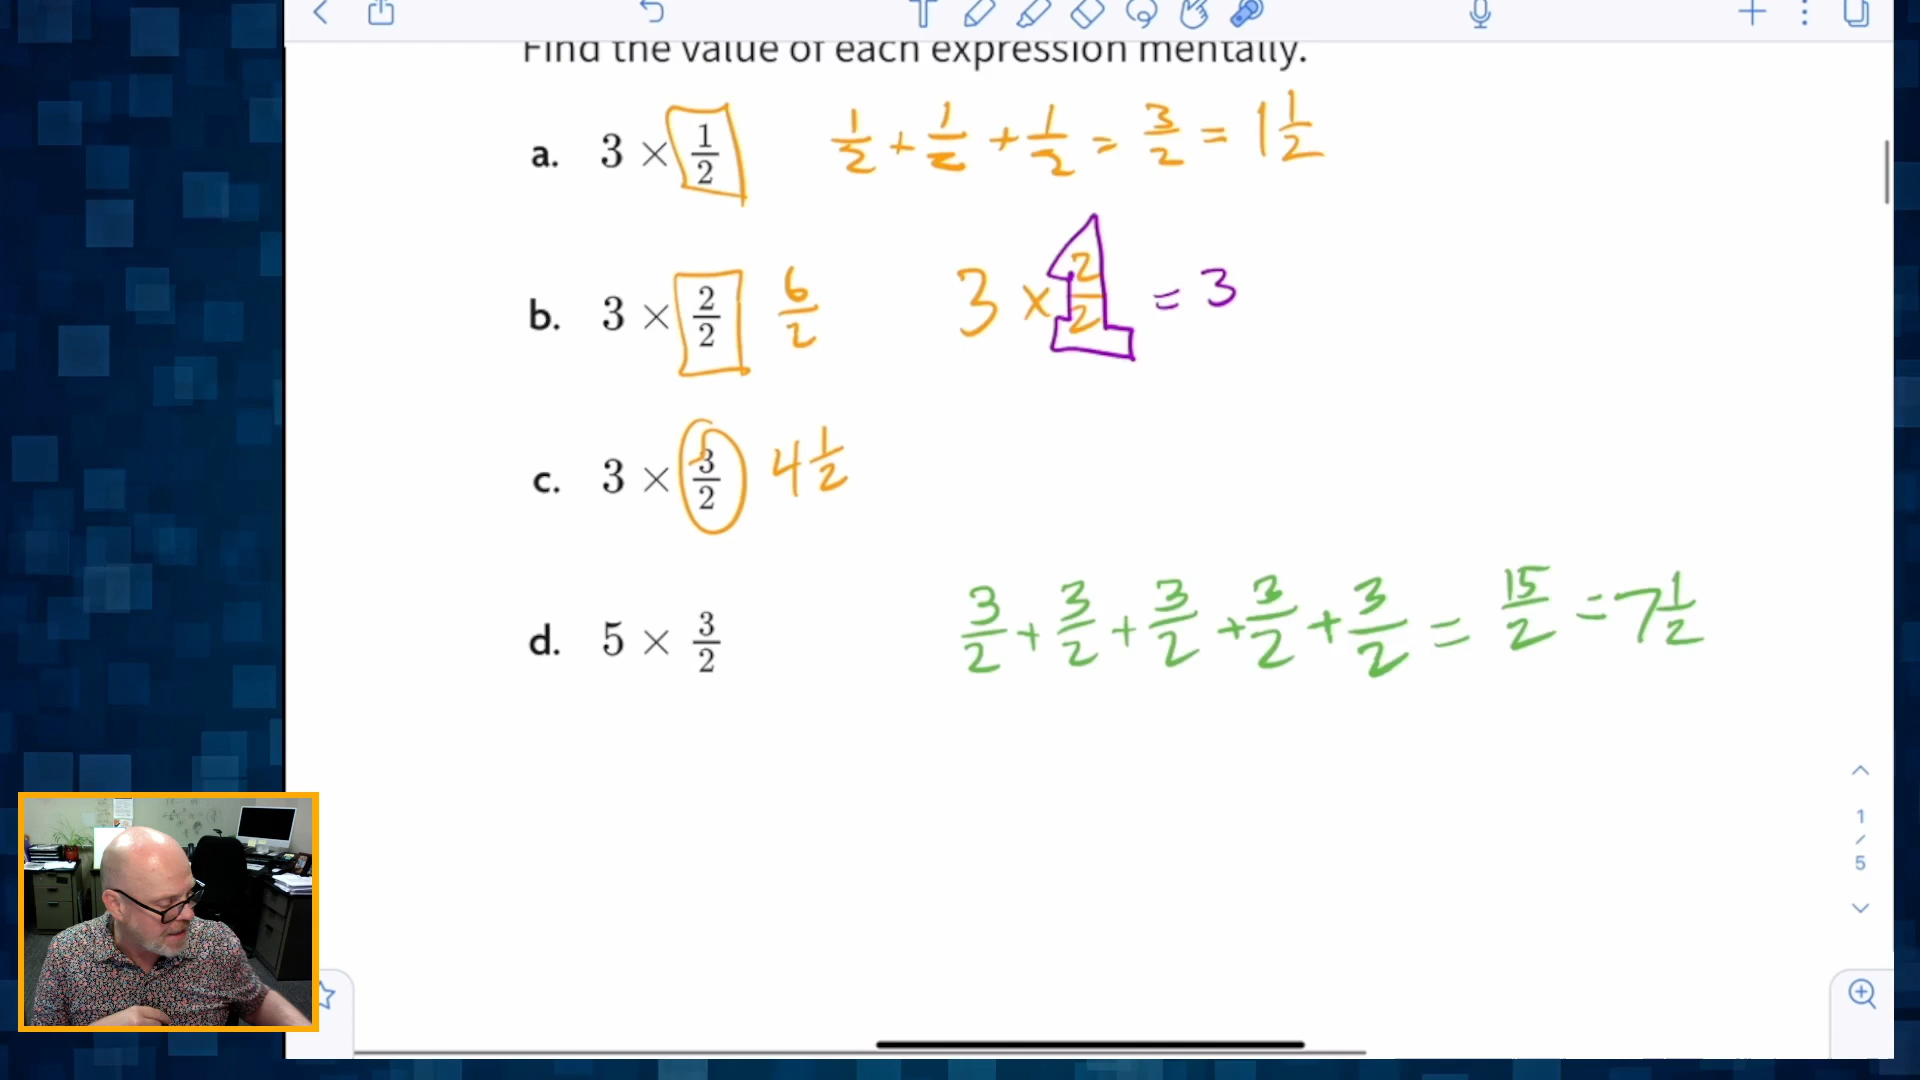 Find the value of each expression mentally.
a. 3 × 1/2 1/2 + 1/2 + 1/2 = 3/2 = 1 1/2
b. 3 × 2/2 6/2 3 × 2/2 = 3
c. 3 × 3/2 4 1/2
d. 5 × 3/2 3/2 + 3/2 + 3/2 + 3/2 + 3/2 = 15/2 = 7 1/2
1
/
5